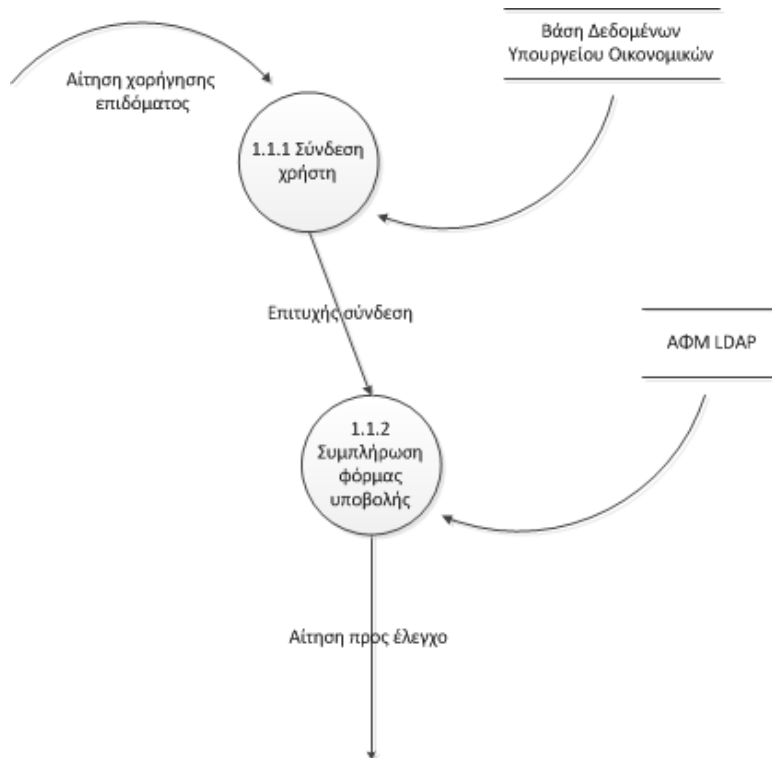 Βάση Δεδομένων
Υπουργείου Οικονομικών
Αίτηση χορήγησης
επιδόματος
1.1.1 Σύνδεση
χρήστη
Επιτυχής σύνδεση
ΑΦΜ LDAP
1.1.2
Συμπλήρωση
φόρμας
υποβολής
Αίτηση προς έλεγχο